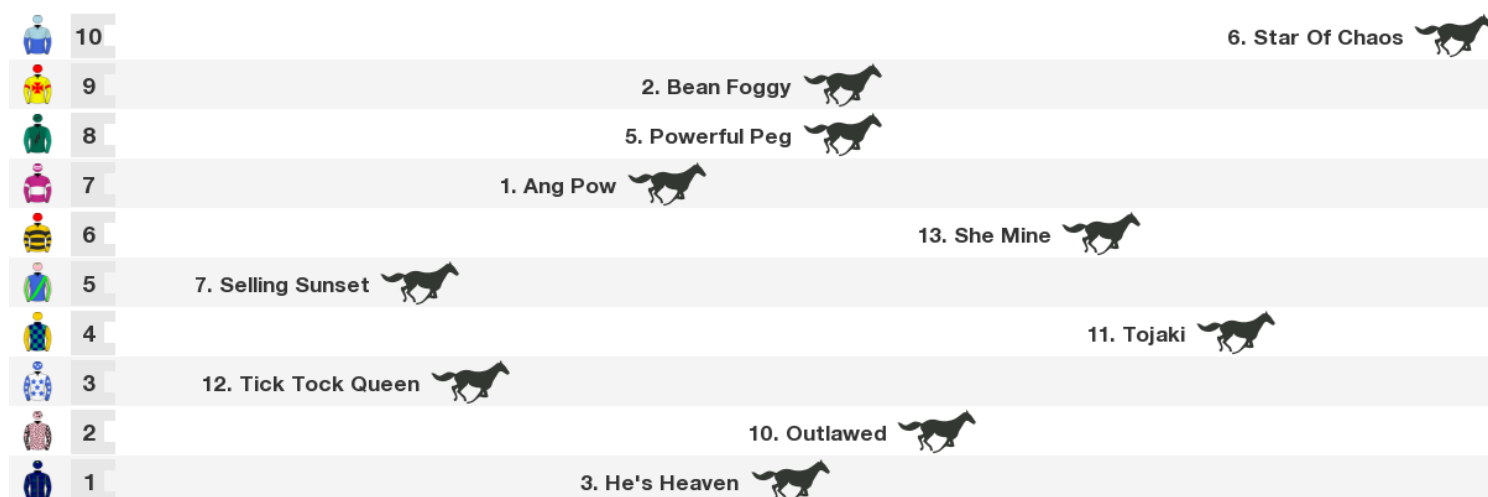 10 6. Star Of Chaos
9 2. Bean Foggy
8 5. Powerful Peg
7 1. Ang Pow
6 13. She Mine
5 7. Selling Sunset
4 11. Tojaki
3 12. Tick Tock Queen
2 10. Outlawed
1 3. He's Heaven